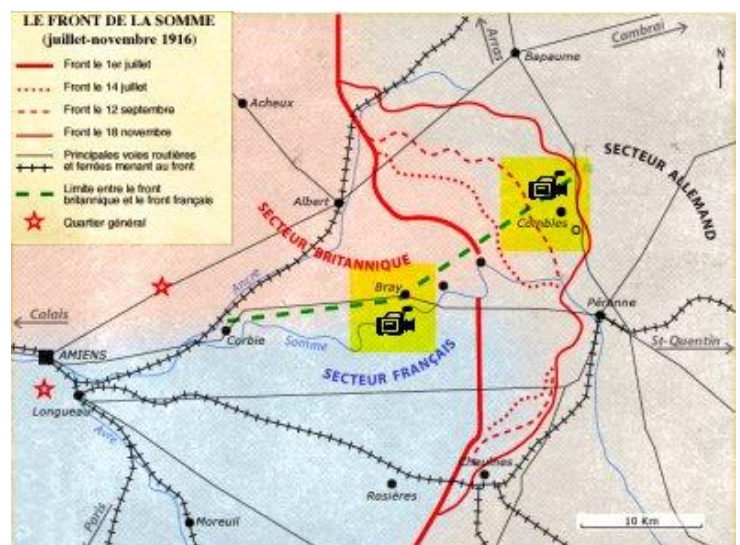 LE FRONT DE LA SOMME
(juillet-novembre 1916)
Front le 1er juillet
Front le 14 juillet
Front le 12 septembre
Front le 18 novembre
Principales voies routières
et ferrées menant au front
Limite entre le front
britannique et le front français
Quartier général
Cambrai
Arras
Bapaume
N
Acheux
SECTEUR ALLEMAND
Albert
Combles
SECTEUR BRITANNIQUE
Ancre
Bray
Calais
Péronne
Corbie
Somme
St-Quentin
AMIENS
SECTEUR FRANÇAIS
Longueau
Avre
Chaulnes
Rosières
Paris
Moreuil
10 Km